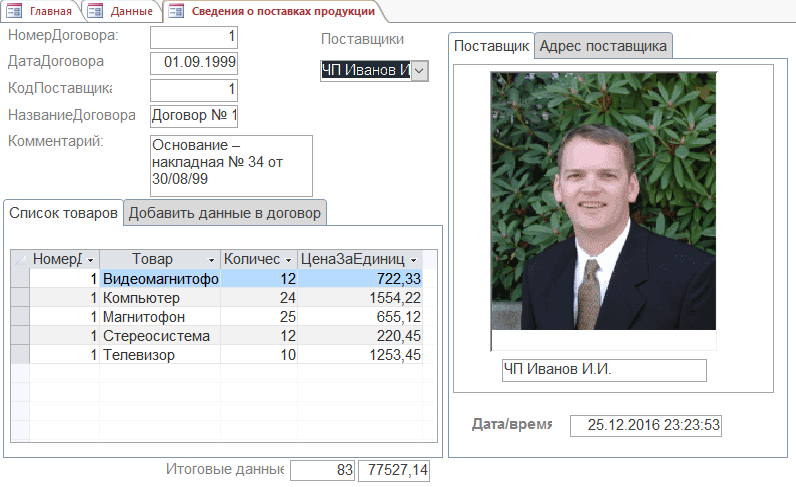 Главная Данные Сведения о поставках продукции
НомерДоговора: 1
ДатаДоговора 01.09.1999
КодПоставщика 1
НазваниеДоговора Договор № 1
Комментарий: Основание –
накладная № 34 от
30/08/99
Поставщики
ЧП Иванов И
Список товаров Добавить данные в договор
НомерД Товар Количес ЦенаЗаЕдиниц
1 Видеомагнитофо 12 722,33
1 Компьютер 24 1554,22
1 Магнитофон 25 655,12
1 Стереосистема 12 220,45
1 Телевизор 10 1253,45
Итоговые данные 83 77527,14
Поставщик Адрес поставщика
ЧП Иванов И.И.
Дата/время 25.12.2016 23:23:53